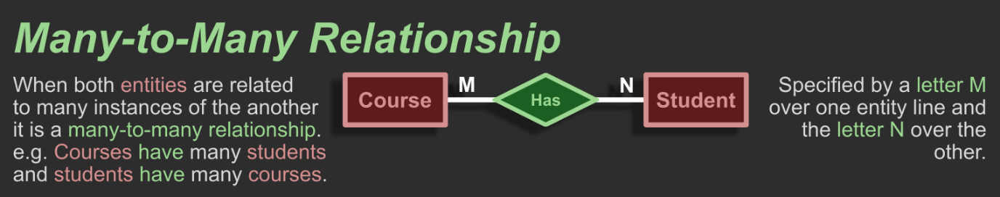 Many-to-Many Relationship
When both entities are related
to many instances of the another
it is a many-to-many relationship.
e.g. Courses have many students
and students have many courses.
Course
M
Has
N
Student
Specified by a letter M
over one entity line and
the letter N over the
other.